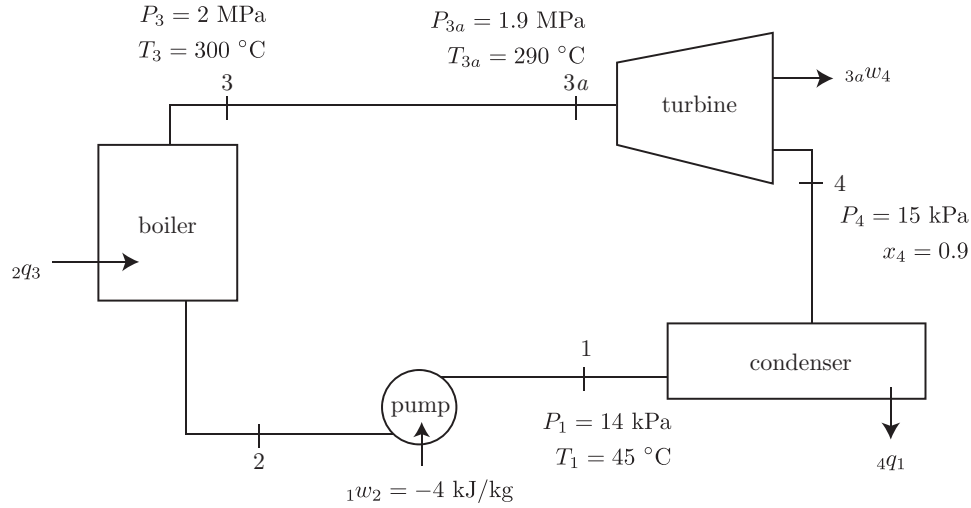 P₃ = 2 MPa
T₃ = 300 °C
3
P₃ₐ = 1.9 MPa
T₃ₐ = 290 °C
3a
turbine
₃ₐw₄
4
P₄ = 15 kPa
x₄ = 0.9
boiler
₂q₃
condenser
1
pump
P₁ = 14 kPa
T₁ = 45 °C
2
₄q₁
₁w₂ = −4 kJ/kg